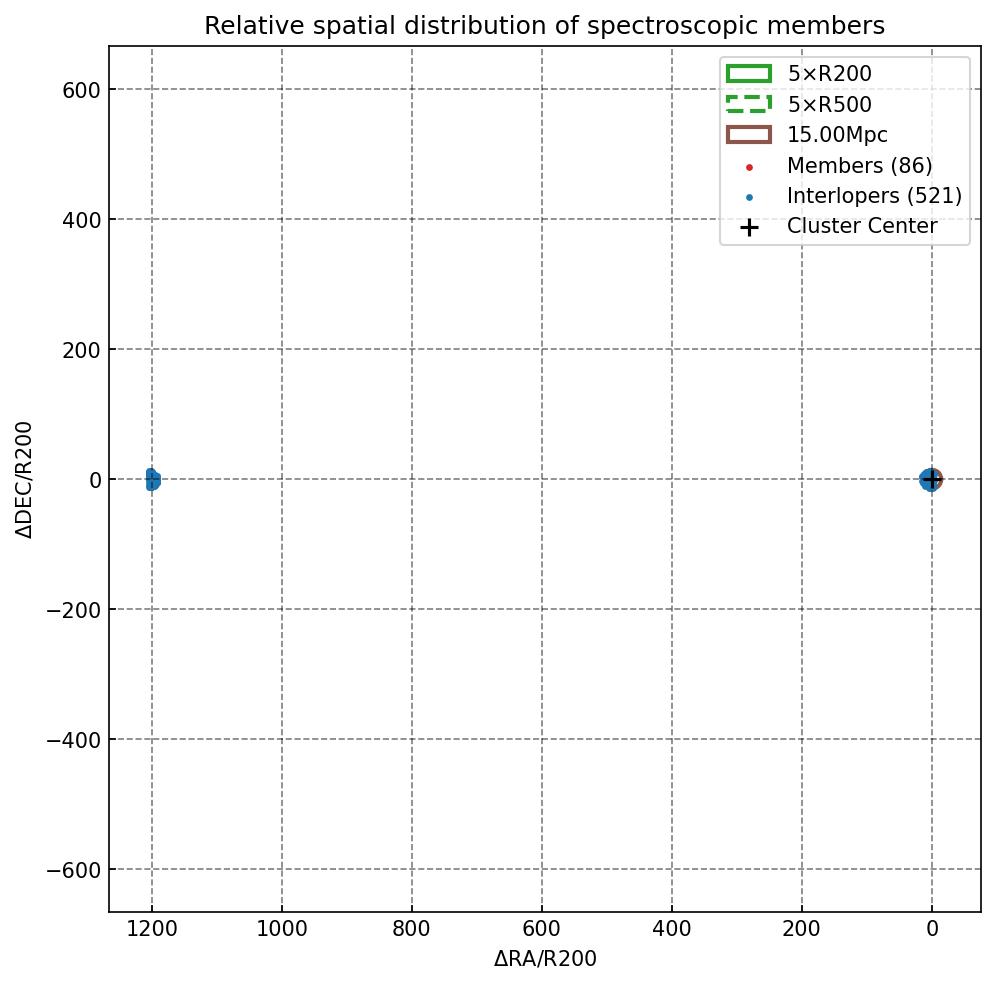 Relative spatial distribution of spectroscopic members
5×R200
5×R500
15.00Mpc
Members (86)
Interlopers (521)
Cluster Center
600
400
200
0
−200
−400
−600
ΔDEC/R200
1200 1000 800 600 400 200 0
ΔRA/R200